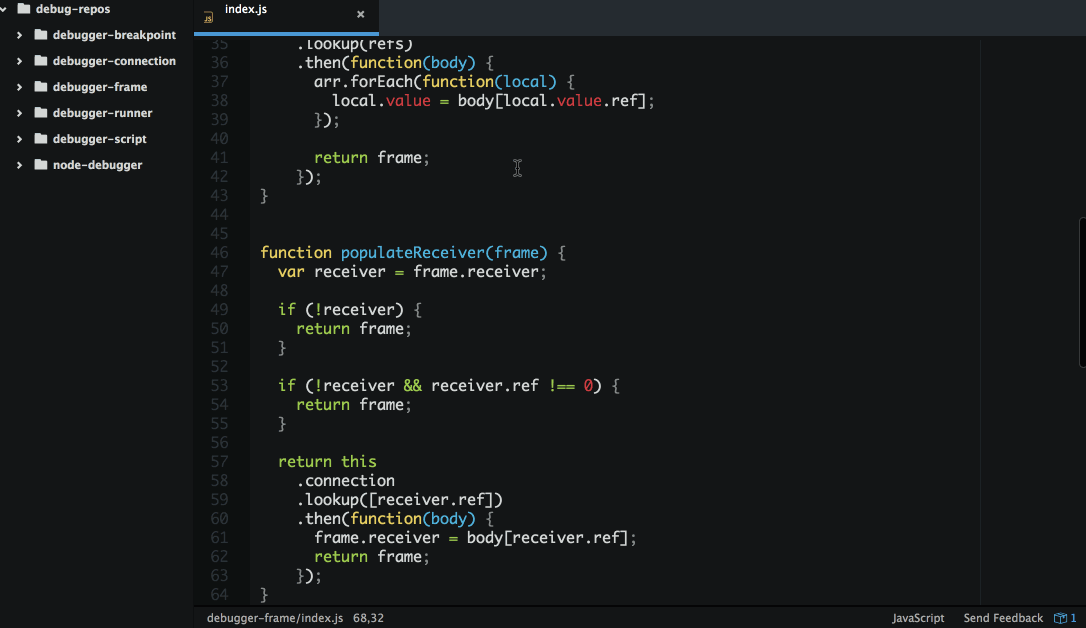 debug-repos
debugger-breakpoint
debugger-connection
debugger-frame
debugger-runner
debugger-script
node-debugger
JS index.js ×
35 .lookup(refs)
36 .then(function(body) {
37 arr.forEach(function(local) {
38 local.value = body[local.value.ref];
39 });
40
41 return frame;
42 });
43 }
44
45
46 function populateReceiver(frame) {
47 var receiver = frame.receiver;
48
49 if (!receiver) {
50 return frame;
51 }
52
53 if (!receiver && receiver.ref !== 0) {
54 return frame;
55 }
56
57 return this
58 .connection
59 .lookup([receiver.ref])
60 .then(function(body) {
61 frame.receiver = body[receiver.ref];
62 return frame;
63 });
64 }
debugger-frame/index.js 68,32 JavaScript Send Feedback 1